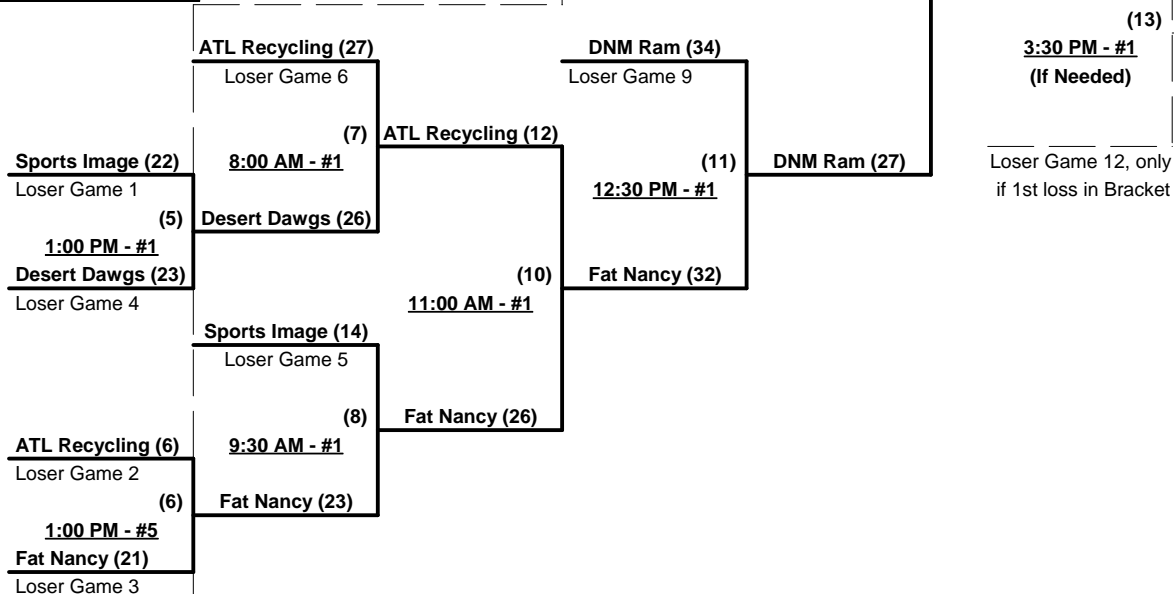 (13)
ATL Recycling (27)
DNM Ram (34)
3:30 PM - #1
Loser Game 6
Loser Game 9
(If Needed)
(7)
ATL Recycling (12)
Sports Image (22)
8:00 AM - #1
(11)
DNM Ram (27)
Loser Game 12, only
Loser Game 1
12:30 PM - #1
if 1st loss in Bracket
(5)
Desert Dawgs (26)
1:00 PM - #1
Desert Dawgs (23)
(10)
Fat Nancy (32)
Loser Game 4
11:00 AM - #1
Sports Image (14)
Loser Game 5
(8)
Fat Nancy (26)
ATL Recycling (6)
9:30 AM - #1
Loser Game 2
(6)
Fat Nancy (23)
1:00 PM - #5
Fat Nancy (21)
Loser Game 3